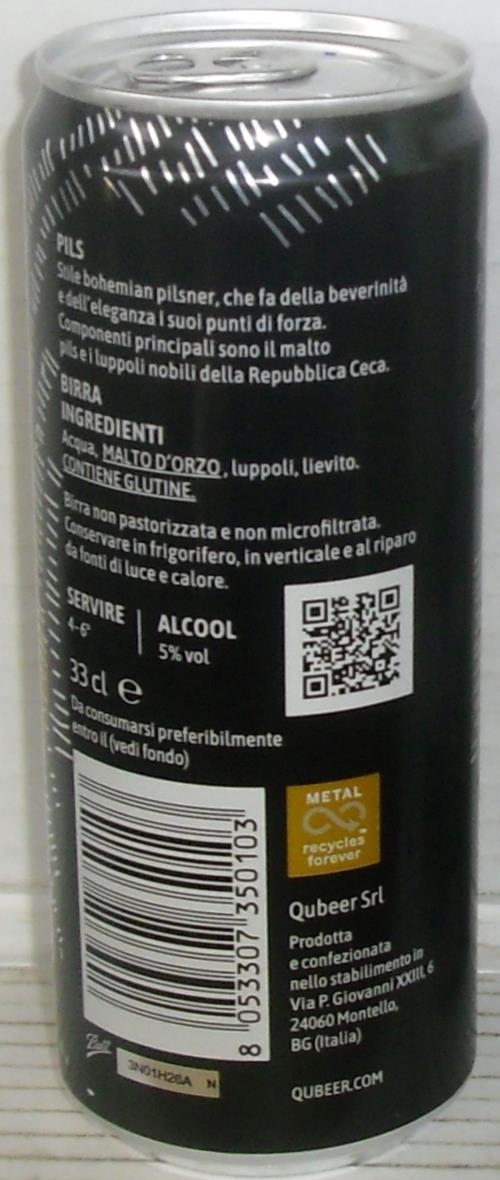 PILS
Stile bohemian pilsner, che fa della beverinità
e dell'eleganza I suoi punti di forza.
Componenti principali sono il malto
pils e i luppoli nobili della Repubblica Ceca.
BIRRA
INGREDIENTI
Acqua, MALTO D'ORZO, luppoli, lievito.
CONTIENE GLUTINE.
Birra non pastorizzata e non microfiltrata.
Conservare in frigorifero, in verticale e al riparo
da fonti di luce e calore.
SERVIRE
4-6°
ALCOOL
5% vol
33 cl e
Da consumarsi preferibilmente
entro il (vedi fondo)
8 053307 350103
METAL
recycles™
forever
Qubeer Srl
Prodotta
e confezionata
nello stabilimento in
Via P. Giovanni XXIII, 6
24060 Montello,
BG (Italia)
QUBEER.COM
Ball
3N01H26A N